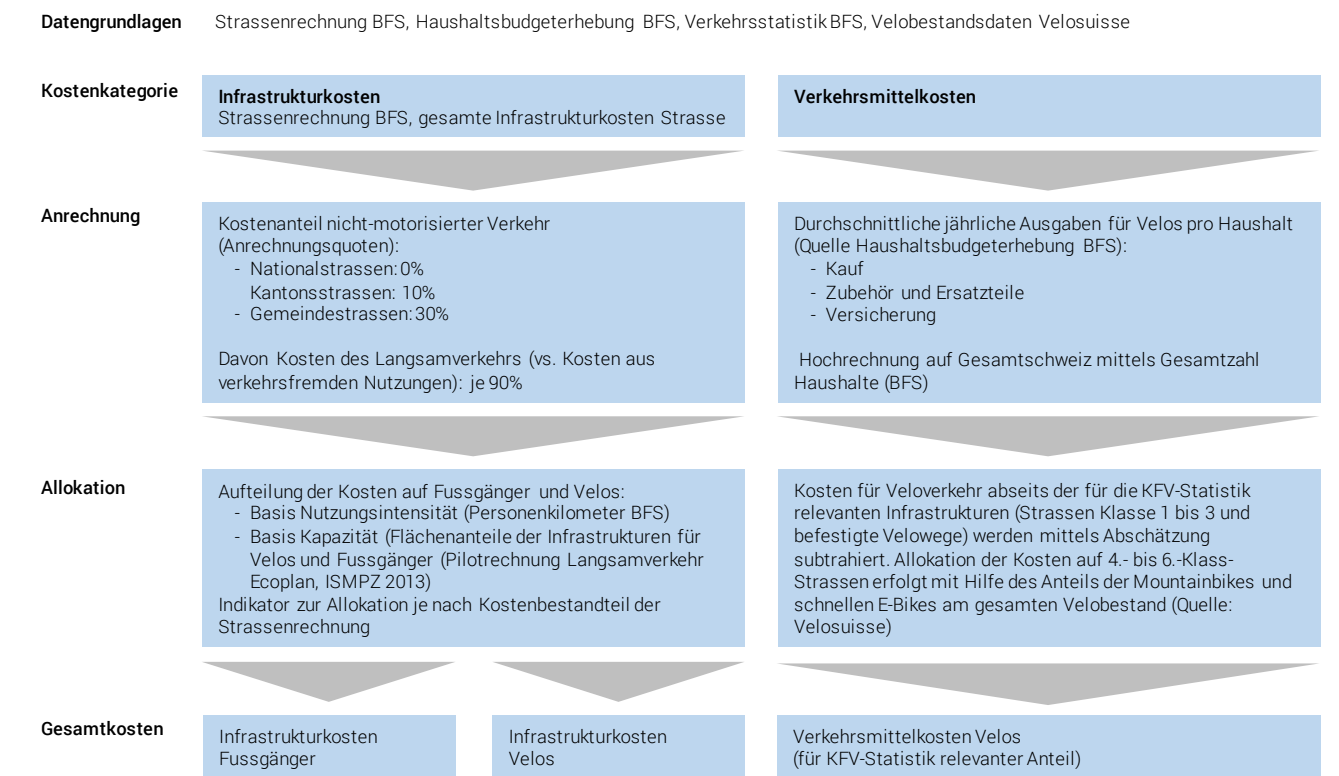 Datengrundlagen Strassenrechnung BFS, Haushaltsbudgeterhebung BFS, Verkehrsstatistik BFS, Velobestandsdaten Velosuisse
Kostenkategorie
Infrastrukturkosten
Strassenrechnung BFS, gesamte Infrastrukturkosten Strasse
Verkehrsmittelkosten
Anrechnung
Kostenanteil nicht-motorisierter Verkehr
(Anrechnungsquoten):
- Nationalstrassen: 0%
Kantonsstrassen: 10%
- Gemeindestrassen: 30%
Davon Kosten des Langsamverkehrs (vs. Kosten aus
verkehrsfremden Nutzungen): je 90%
Durchschnittliche jährliche Ausgaben für Velos pro Haushalt
(Quelle Haushaltsbudgeterhebung BFS):
- Kauf
- Zubehör und Ersatzteile
- Versicherung
Hochrechnung auf Gesamtschweiz mittels Gesamtzahl
Haushalte (BFS)
Allokation
Aufteilung der Kosten auf Fussgänger und Velos:
- Basis Nutzungsintensität (Personenkilometer BFS)
- Basis Kapazität (Flächenanteile der Infrastrukturen für
Velos und Fussgänger (Pilotrechnung Langsamverkehr
Ecoplan, ISMPZ 2013)
Indikator zur Allokation je nach Kostenbestandteil der
Strassenrechnung
Kosten für Veloverkehr abseits der für die KFV-Statistik
relevanten Infrastrukturen (Strassen Klasse 1 bis 3 und
befestigte Velowege) werden mittels Abschätzung
subtrahiert. Allokation der Kosten auf 4.- bis 6.-Klass-
Strassen erfolgt mit Hilfe des Anteils der Mountainbikes und
schnellen E-Bikes am gesamten Velobestand (Quelle:
Velosuisse)
Gesamtkosten
Infrastrukturkosten
Fussgänger
Infrastrukturkosten
Velos
Verkehrsmittelkosten Velos
(für KFV-Statistik relevanter Anteil)